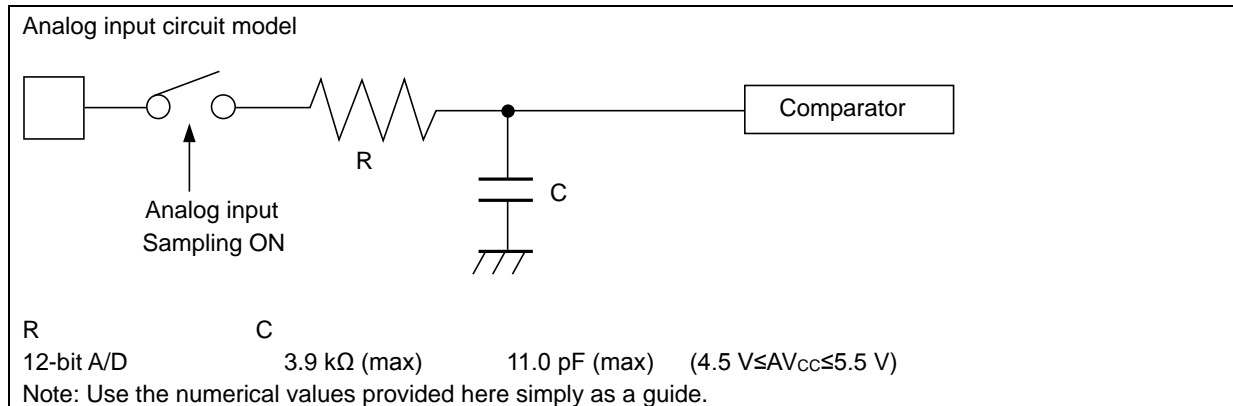 Analog input circuit model
Comparator
R
C
Analog input
Sampling ON
R C
12-bit A/D 3.9 kΩ (max) 11.0 pF (max) (4.5 V≤AVCC≤5.5 V)
Note: Use the numerical values provided here simply as a guide.